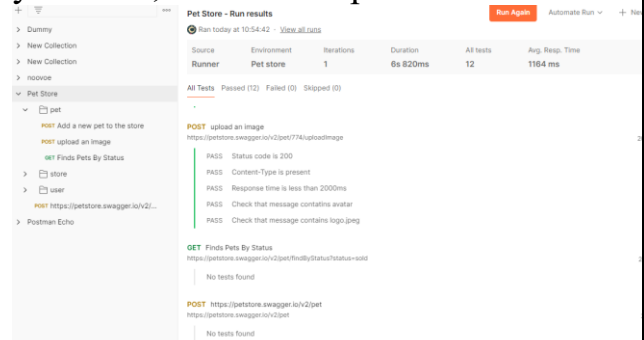 Pet Store - Run results
Run Again
Automate Run
+ Ne
Ran today at 10:54:42 · View all runs
Source Environment Iterations Duration All tests Avg. Resp. Time
Runner Pet store 1 6s 820ms 12 1164 ms
All Tests Passed (12) Failed (0) Skipped (0)
Dummy
New Collection
New Collection
noovoe
Pet Store
pet
POST Add a new pet to the store
POST upload an image
GET Finds Pets By Status
store
user
POST https://petstore.swagger.io/v2/...
Postman Echo
POST upload an image
https://petstore.swagger.io/v2/pet/774/uploadImage
PASS Status code is 200
PASS Content-Type is present
PASS Response time is less than 2000ms
PASS Check that message contatins avatar
PASS Check that message contains logo.jpeg
GET Finds Pets By Status
https://petstore.swagger.io/v2/pet/findByStatus?status=sold
No tests found
POST https://petstore.swagger.io/v2/pet
https://petstore.swagger.io/v2/pet
No tests found